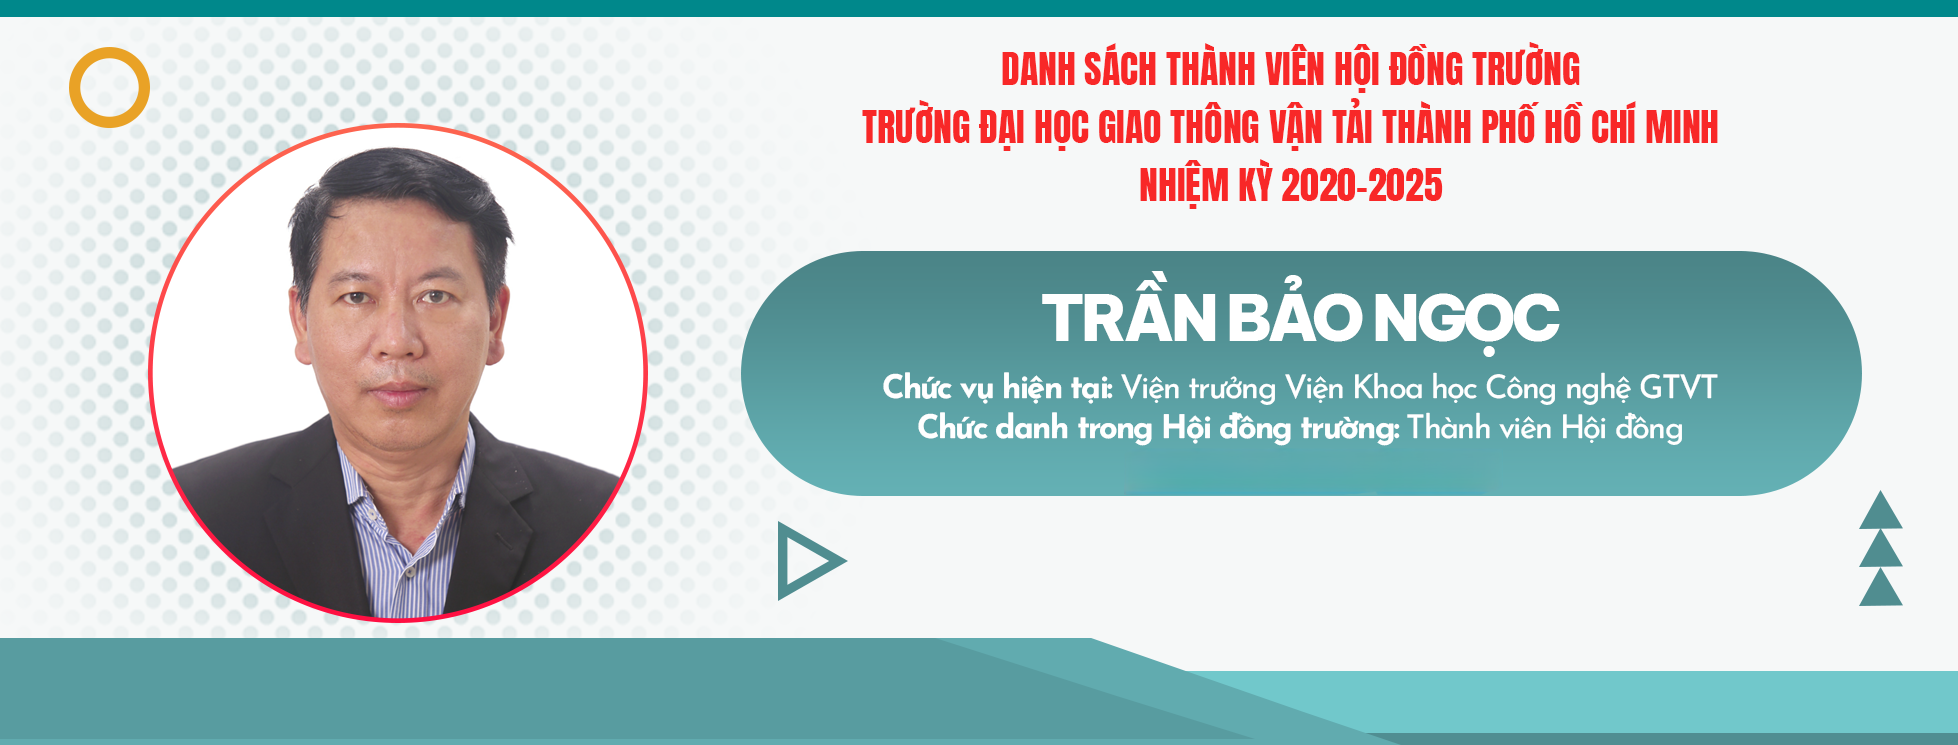 DANH SÁCH THÀNH VIÊN HỘI ĐỒNG TRƯỜNG
TRƯỜNG ĐẠI HỌC GIAO THÔNG VẬN TẢI THÀNH PHỐ HỒ CHÍ MINH
NHIỆM KỲ 2020-2025
TRẦN BẢO NGỌC
Chức vụ hiện tại: Viện trưởng Viện Khoa học Công nghệ GTVT
Chức danh trong Hội đồng trường: Thành viên Hội đồng